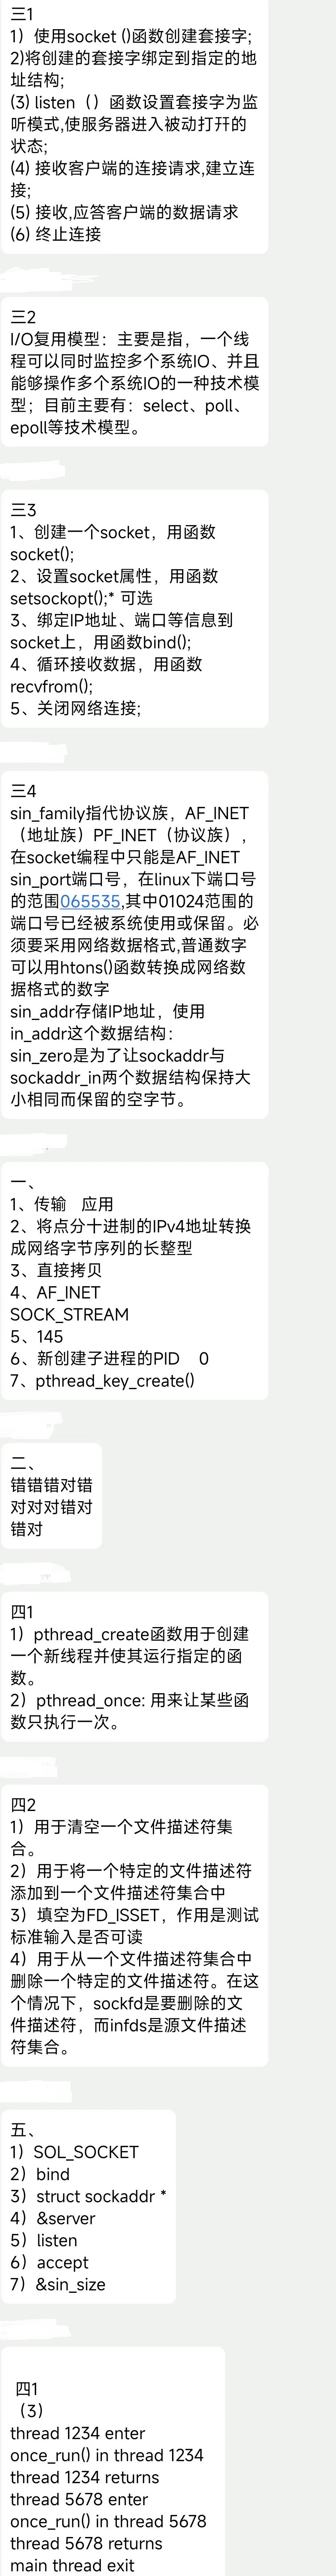 三1
1）使用socket ()函数创建套接字;
2)将创建的套接字绑定到指定的地
址结构;
(3) listen（）函数设置套接字为监
听模式,使服务器进入被动打开的
状态;
(4) 接收客户端的连接请求,建立连
接;
(5) 接收,应答客户端的数据请求
(6) 终止连接
三2
I/O复用模型：主要是指，一个线
程可以同时监控多个系统IO、并且
能够操作多个系统IO的一种技术模
型；目前主要有：select、poll、
epoll等技术模型。
三3
1、创建一个socket，用函数
socket();
2、设置socket属性，用函数
setsockopt();* 可选
3、绑定IP地址、端口等信息到
socket上，用函数bind();
4、循环接收数据，用函数
recvfrom();
5、关闭网络连接;
三4
sin_family指代协议族，AF_INET
（地址族）PF_INET（协议族），
在socket编程中只能是AF_INET
sin_port端口号，在linux下端口号
的范围065535,其中01024范围的
端口号已经被系统使用或保留。必
须要采用网络数据格式,普通数字
可以用htons()函数转换成网络数
据格式的数字
sin_addr存储IP地址，使用
in_addr这个数据结构：
sin_zero是为了让sockaddr与
sockaddr_in两个数据结构保持大
小相同而保留的空字节。
一、
1、传输　应用
2、将点分十进制的IPv4地址转换
成网络字节序列的长整型
3、直接拷贝
4、AF_INET
SOCK_STREAM
5、145
6、新创建子进程的PID　0
7、pthread_key_create()
二、
错错错对错
对对对错对
错对
四1
1）pthread_create函数用于创建
一个新线程并使其运行指定的函
数。
2）pthread_once: 用来让某些函
数只执行一次。
四2
1）用于清空一个文件描述符集
合。
2）用于将一个特定的文件描述符
添加到一个文件描述符集合中
3）填空为FD_ISSET，作用是测试
标准输入是否可读
4）用于从一个文件描述符集合中
删除一个特定的文件描述符。在这
个情况下，sockfd是要删除的文
件描述符，而infds是源文件描述
符集合。
五、
1）SOL_SOCKET
2）bind
3）struct sockaddr *
4）&server
5）listen
6）accept
7）&sin_size
四1
（3）
thread 1234 enter
once_run() in thread 1234
thread 1234 returns
thread 5678 enter
once_run() in thread 5678
thread 5678 returns
main thread exit